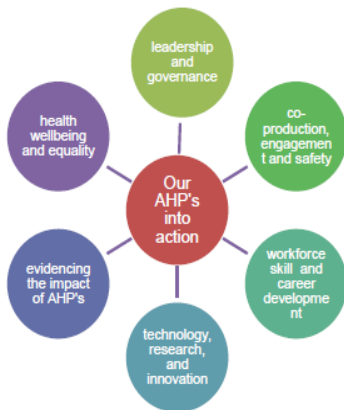 leadership
and
governance
co-
production,
engagemen
t and safety
workforce
skill and
career
developme
nt
technology,
research,
and
innovation
evidencing
the impact
of AHP's
health
wellbeing
and equality
Our
AHP's
into
action